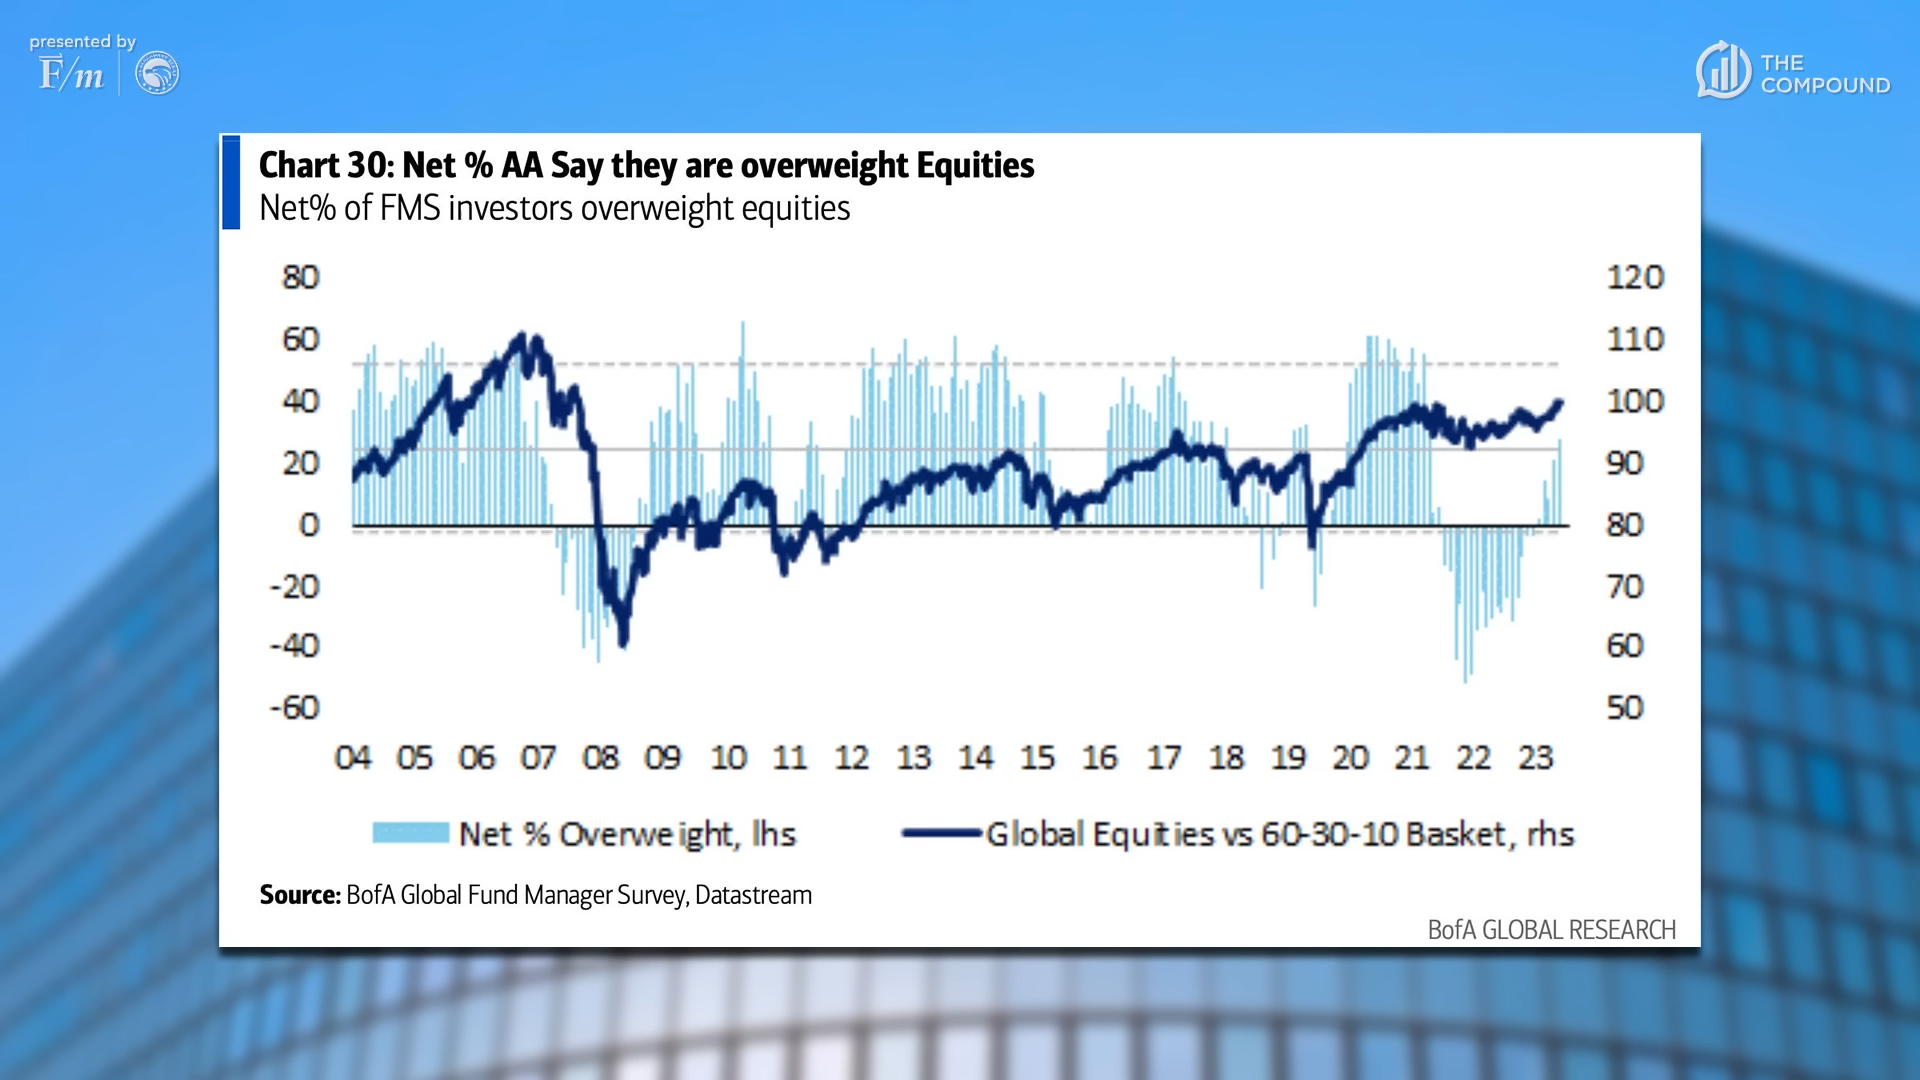 presented by
F/m
THE
COMPOUND
Chart 30: Net % AA Say they are overweight Equities
Net% of FMS investors overweight equities
80 120
60 110
40 100
20 90
0 80
-20 70
-40 60
-60 50
04 05 06 07 08 09 10 11 12 13 14 15 16 17 18 19 20 21 22 23
Net % Overweight, lhs Global Equities vs 60-30-10 Basket, rhs
Source: BofA Global Fund Manager Survey, Datastream
BofA GLOBAL RESEARCH